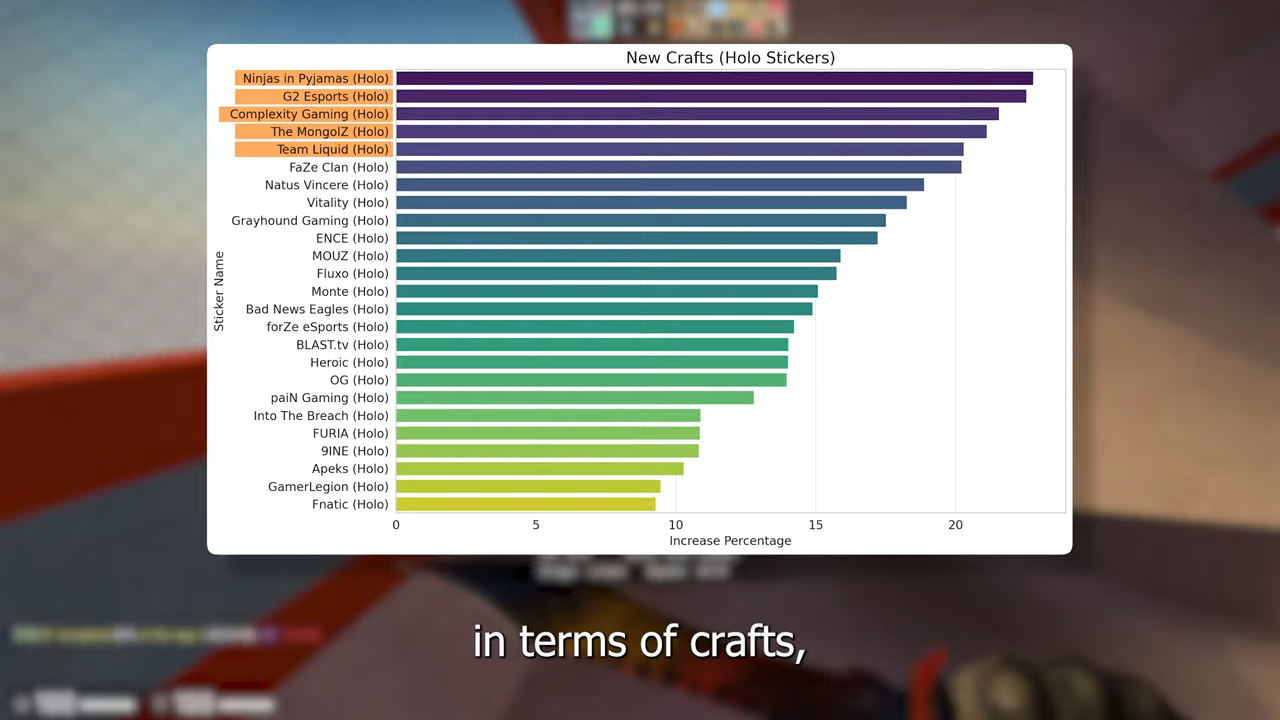 New Crafts (Holo Stickers)
Ninjas in Pyjamas (Holo)
G2 Esports (Holo)
Complexity Gaming (Holo)
The MongolZ (Holo)
Team Liquid (Holo)
FaZe Clan (Holo)
Natus Vincere (Holo)
Vitality (Holo)
Grayhound Gaming (Holo)
ENCE (Holo)
MOUZ (Holo)
Fluxo (Holo)
Monte (Holo)
Bad News Eagles (Holo)
forZe eSports (Holo)
BLAST.tv (Holo)
Heroic (Holo)
OG (Holo)
paiN Gaming (Holo)
Into The Breach (Holo)
FURIA (Holo)
9INE (Holo)
Apeks (Holo)
GamerLegion (Holo)
Fnatic (Holo)
Sticker Name
0 5 10 15 20
Increase Percentage
in terms of crafts,